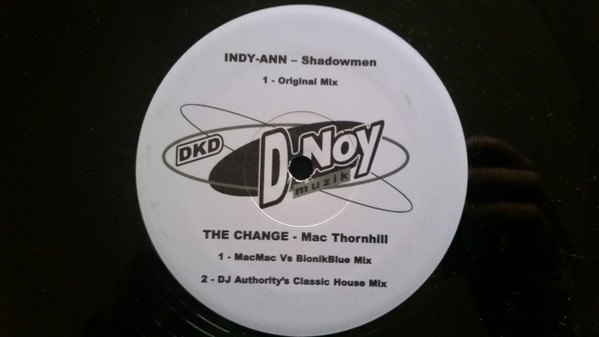 INDY-ANN – Shadowmen
1 - Original Mix
DKD
D-NOY
muzik
THE CHANGE - Mac Thornhill
1 - MacMac Vs BionikBlue Mix
2 - DJ Authority's Classic House Mix